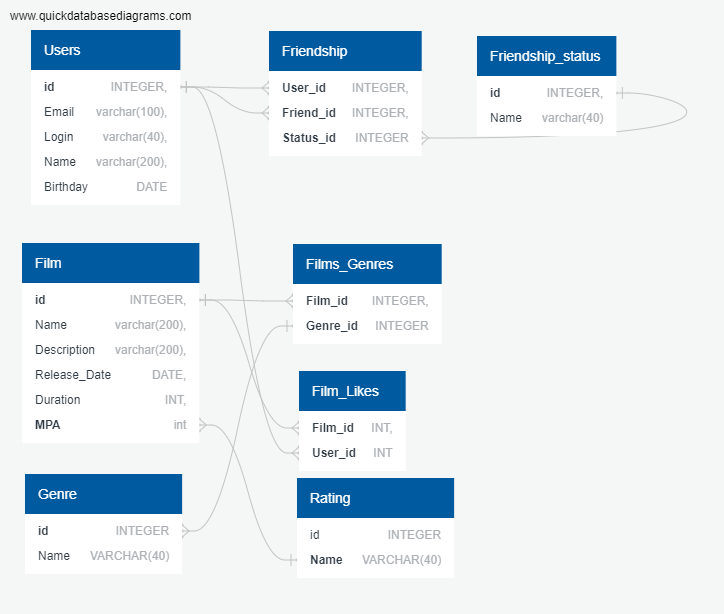 www.quickdatabasediagrams.com
Users
id INTEGER,
Email varchar(100),
Login varchar(40),
Name varchar(200),
Birthday DATE
Friendship
User_id INTEGER,
Friend_id INTEGER,
Status_id INTEGER
Friendship_status
id INTEGER,
Name varchar(40)
Film
id INTEGER,
Name varchar(200),
Description varchar(200),
Release_Date DATE,
Duration INT,
MPA int
Films_Genres
Film_id INTEGER,
Genre_id INTEGER
Film_Likes
Film_id INT,
User_id INT
Genre
id INTEGER
Name VARCHAR(40)
Rating
id INTEGER
Name VARCHAR(40)